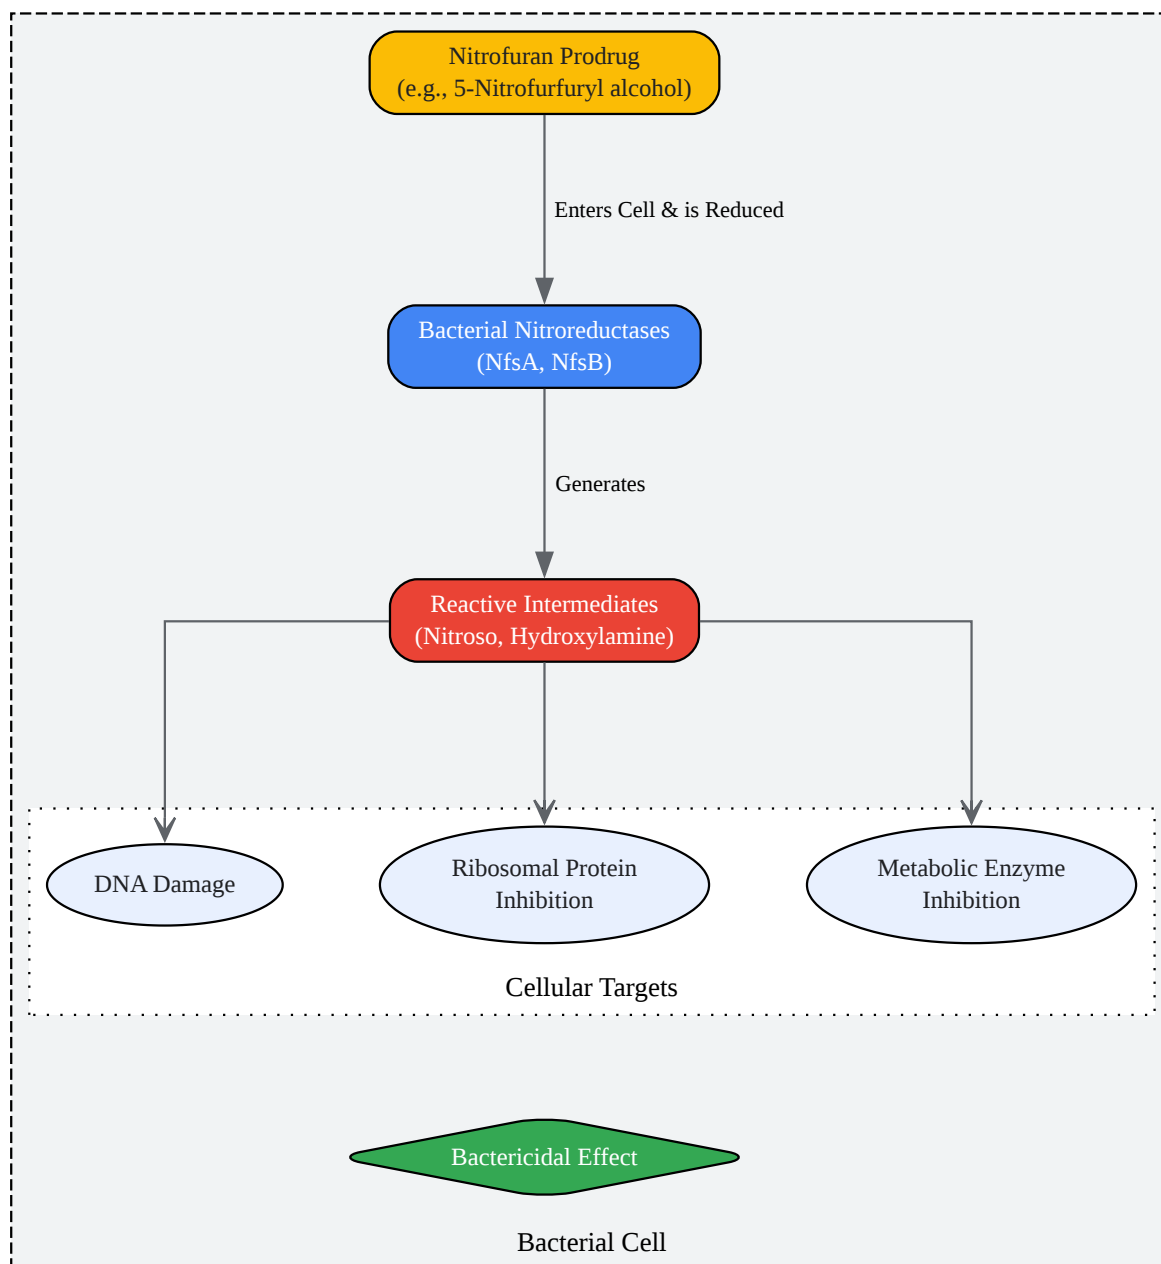 Nitrofuran Prodrug
(e.g., 5-Nitrofurfuryl alcohol)
Enters Cell & is Reduced
Bacterial Nitroreductases
(NfsA, NfsB)
Generates
Reactive Intermediates
(Nitroso, Hydroxylamine)
DNA Damage
Ribosomal Protein
Inhibition
Metabolic Enzyme
Inhibition
Cellular Targets
Bactericidal Effect
Bacterial Cell